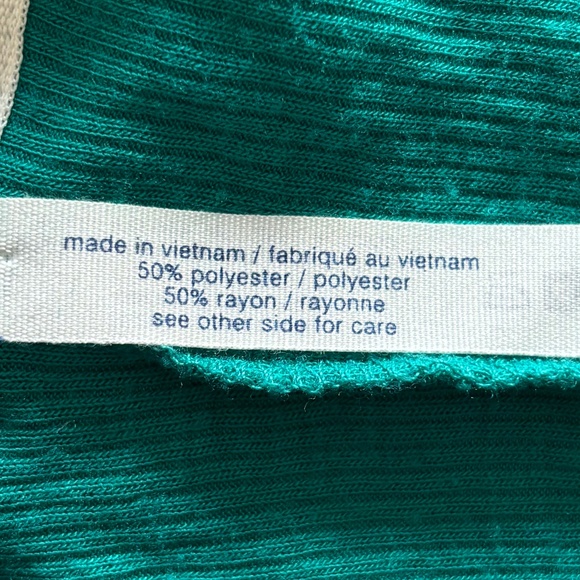 made in vietnam / fabriqué au vietnam
50% polyester / polyester
50% rayon / rayonne
see other side for care